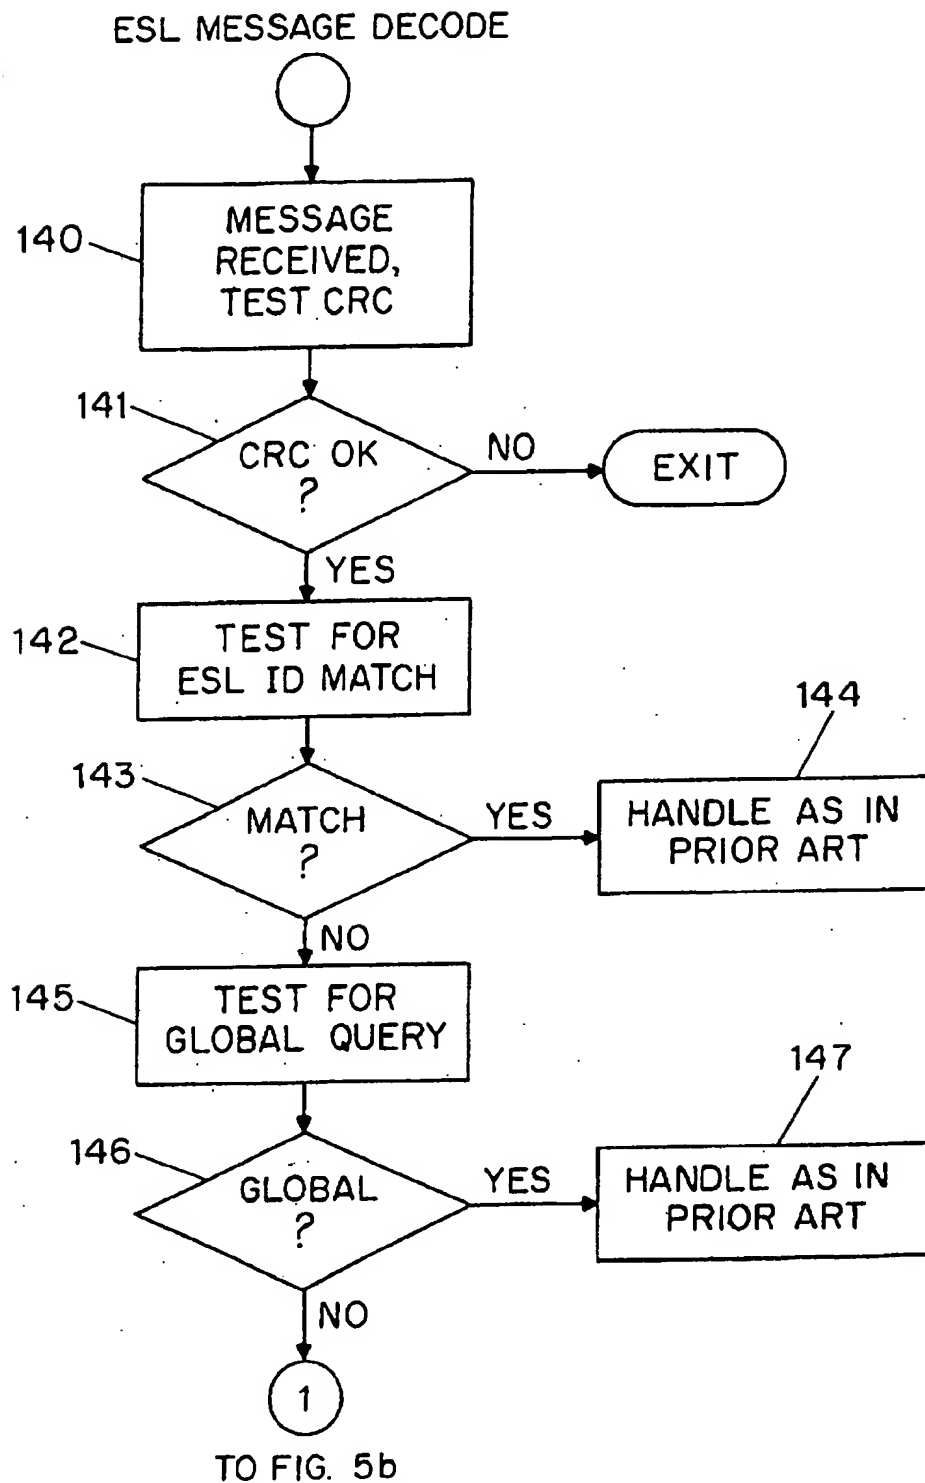 ESL MESSAGE DECODE
140
MESSAGE
RECEIVED,
TEST CRC
141
CRC OK
?
NO
EXIT
YES
142
TEST FOR
ESL ID MATCH
144
143
MATCH
?
YES
HANDLE AS IN
PRIOR ART
NO
145
TEST FOR
GLOBAL QUERY
147
146
GLOBAL
?
YES
HANDLE AS IN
PRIOR ART
NO
1
TO FIG. 5b